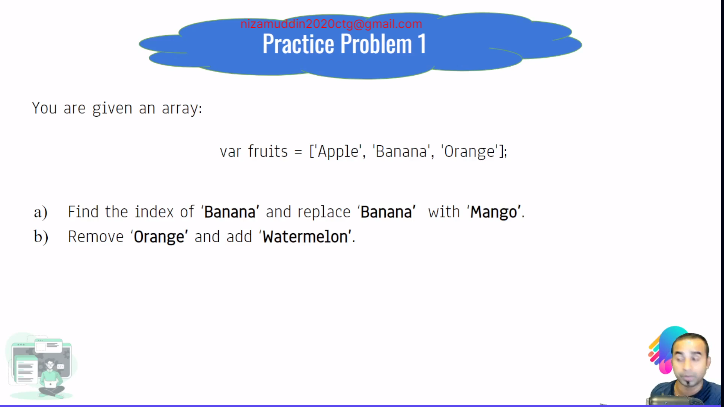 nizamuddin2020ctg@gmail.com
Practice Problem 1
You are given an array:
var fruits = ['Apple', 'Banana', 'Orange'];
a) Find the index of ‘Banana’ and replace ‘Banana’ with ‘Mango’.
b) Remove ‘Orange’ and add ‘Watermelon’.